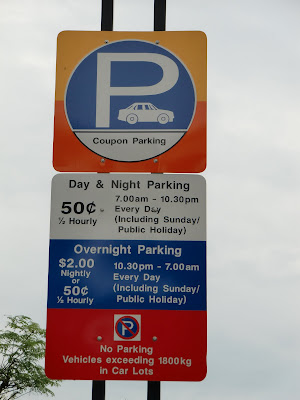 P
Coupon Parking
Day & Night Parking
50¢
½ Hourly
7.00am - 10.30pm
Every Day
(Including Sunday/
Public Holiday)
Overnight Parking
$2.00
Nightly
or
50¢
½ Hourly
10.30pm - 7.00am
Every Day
(Including Sunday/
Public Holiday)
P
No Parking
Vehicles exceeding 1800kg
in Car Lots